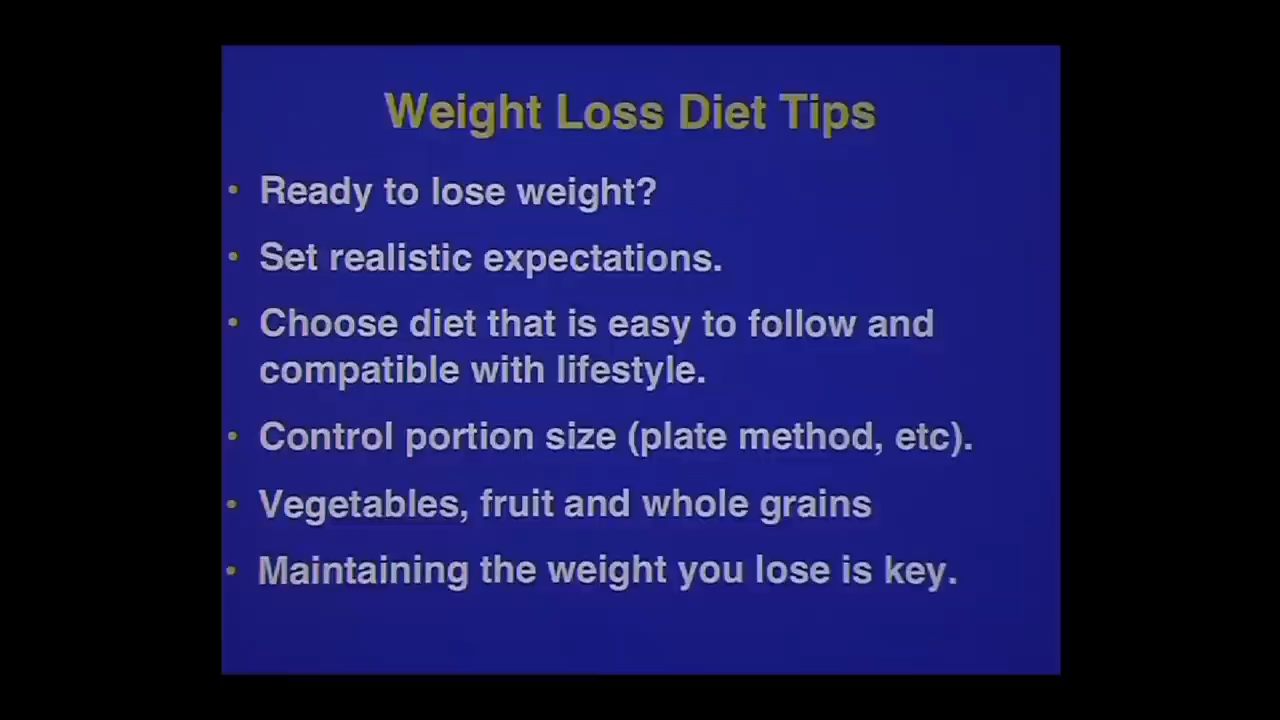 Weight Loss Diet Tips
• Ready to lose weight?
• Set realistic expectations.
• Choose diet that is easy to follow and
compatible with lifestyle.
• Control portion size (plate method, etc).
• Vegetables, fruit and whole grains
• Maintaining the weight you lose is key.